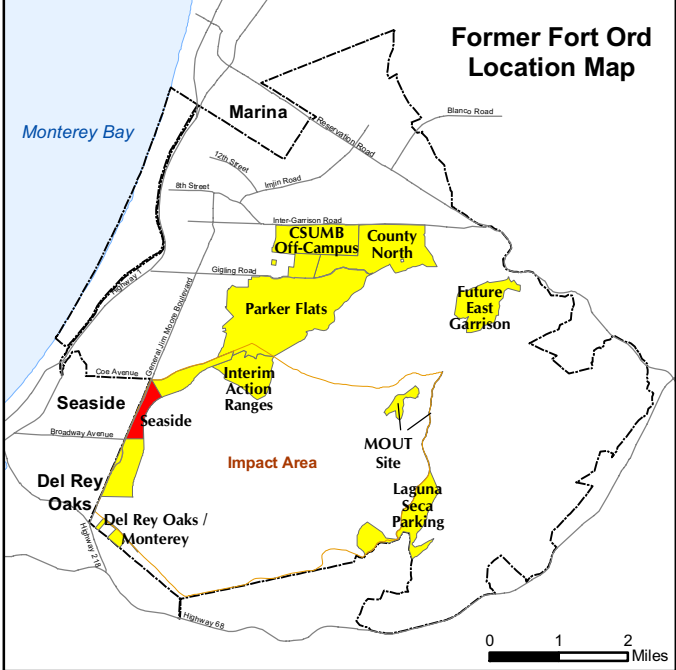 Former Fort Ord
Location Map
Marina
Blanco Road
Monterey Bay
Reservation Road
12th Street
Imjin Road
8th Street
Inter-Garrison Road
CSUMB
Off-Campus
County
North
Gigling Road
Highway 1
General Jim Moore Boulevard
Parker Flats
Future
East
Garrison
Coe Avenue
Interim
Action
Ranges
Seaside
Seaside
Broadway Avenue
MOUT
Site
Impact Area
Del Rey
Oaks
Laguna
Seca
Parking
Del Rey Oaks /
Monterey
Highway 218
Highway 68
0 1 2
Miles